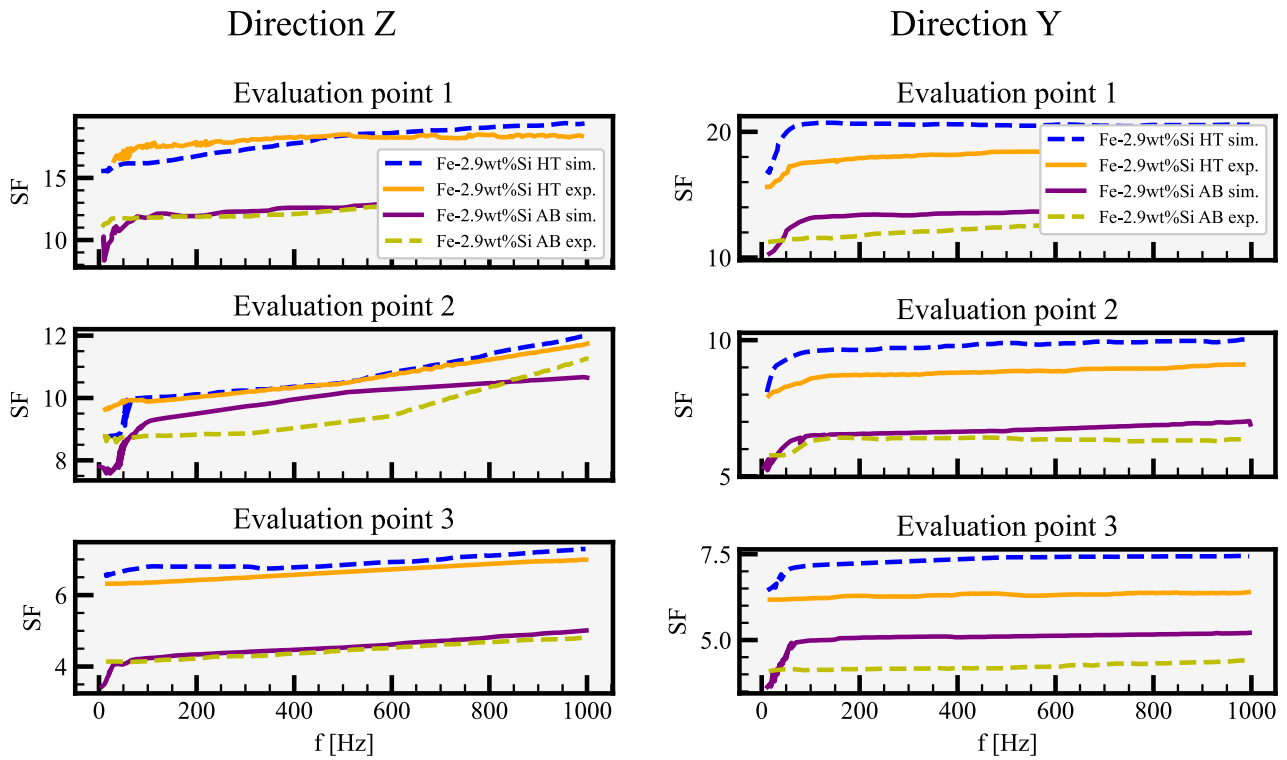 Direction Z
Direction Y
Evaluation point 1
SF
15
10
Fe-2.9wt%Si HT sim.
Fe-2.9wt%Si HT exp.
Fe-2.9wt%Si AB sim.
Fe-2.9wt%Si AB exp.
Evaluation point 1
SF
20
10
Fe-2.9wt%Si HT sim.
Fe-2.9wt%Si HT exp.
Fe-2.9wt%Si AB sim.
Fe-2.9wt%Si AB exp.
Evaluation point 2
SF
12
10
8
Evaluation point 2
SF
10
5
Evaluation point 3
SF
6
4
0 200 400 600 800 1000
f [Hz]
Evaluation point 3
SF
7.5
5.0
0 200 400 600 800 1000
f [Hz]